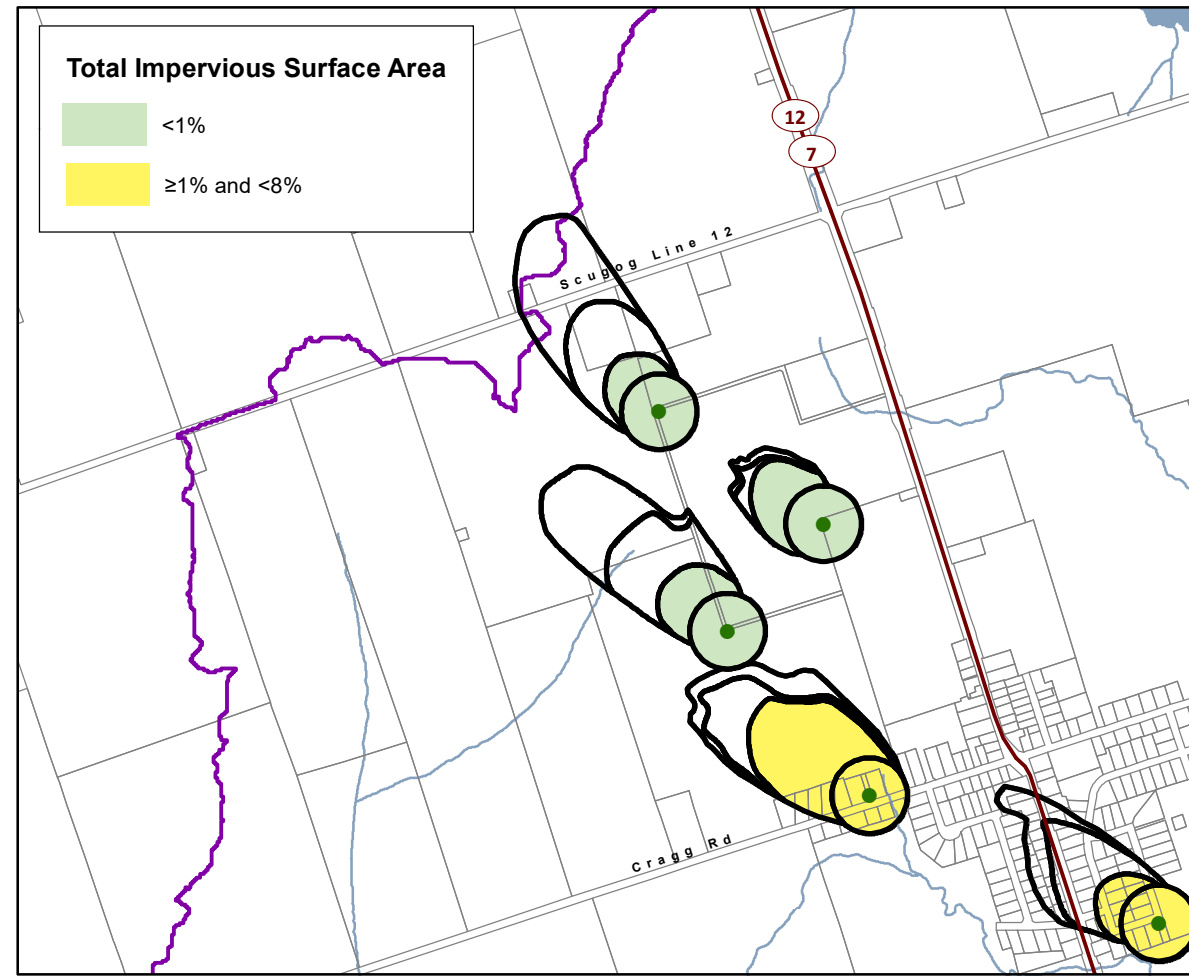 Total Impervious Surface Area
<1%
≥1% and <8%
12
7
Scugog Line 12
Cragg Rd